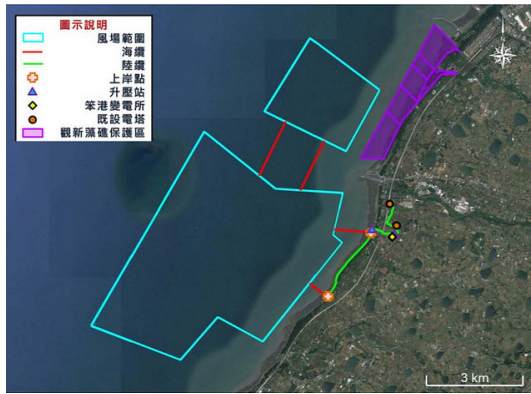 圖示說明
風場範圍
海纜
陸纜
上岸點
升壓站
笨港變電所
既設電塔
觀新藻礁保護區
3 km